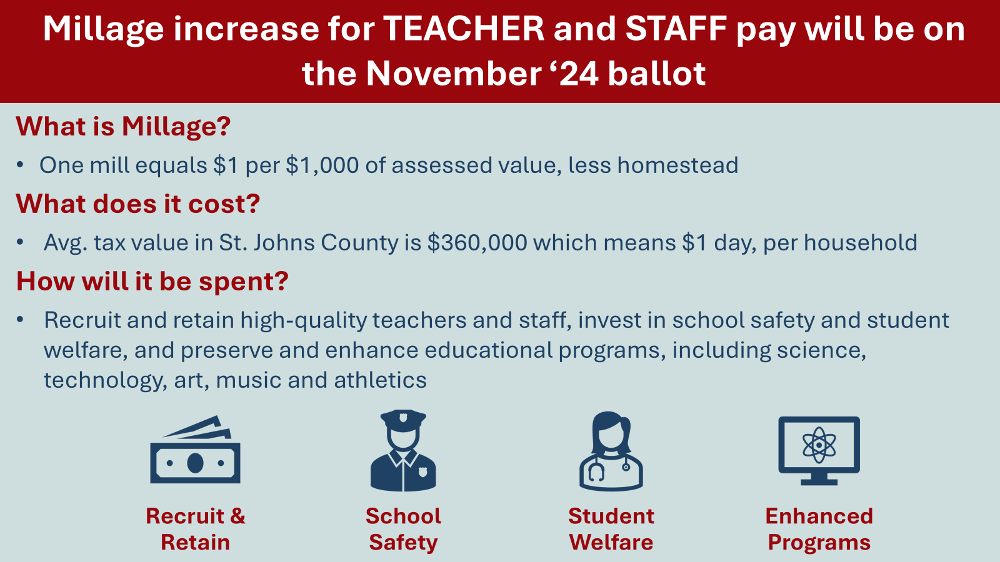 Millage increase for TEACHER and STAFF pay will be on
the November ‘24 ballot
What is Millage?
• One mill equals $1 per $1,000 of assessed value, less homestead
What does it cost?
• Avg. tax value in St. Johns County is $360,000 which means $1 day, per household
How will it be spent?
• Recruit and retain high-quality teachers and staff, invest in school safety and student
welfare, and preserve and enhance educational programs, including science,
technology, art, music and athletics
Recruit &
Retain
School
Safety
Student
Welfare
Enhanced
Programs